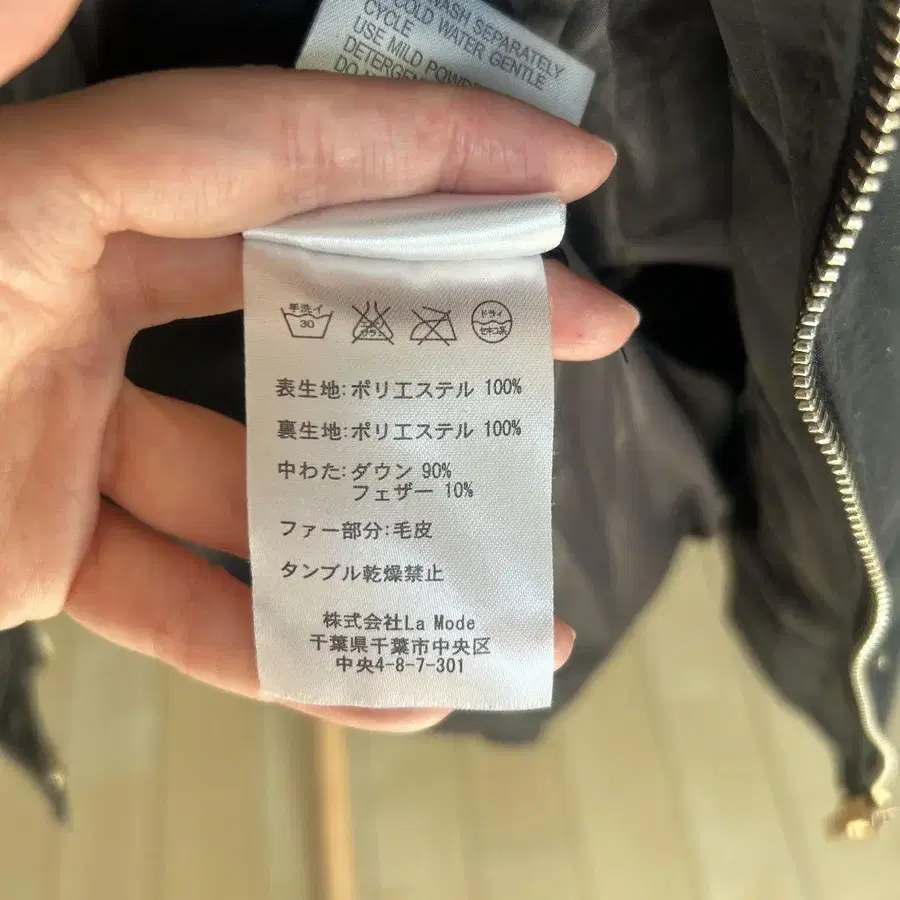 WASH SEPARATELY
COLD WATER GENTLE
CYCLE
USE MILD POWDER
手洗イ
30
ドライ
セキユ系
表生地:ポリエステル 100%
裏生地:ポリエステル 100%
中わた:ダウン 90%
フェザー 10%
ファー部分:毛皮
タンブル乾燥禁止
株式会社La Mode
千葉県千葉市中央区
中央4-8-7-301